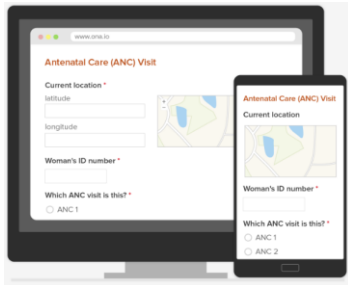 www.ona.io
Antenatal Care (ANC) Visit
Current location *
latitude
longitude
Woman's ID number *
Which ANC visit is this? *
ANC 1
Antenatal Care (ANC) Visit
Current location
Woman's ID number *
Which ANC visit is this? *
ANC 1
ANC 2